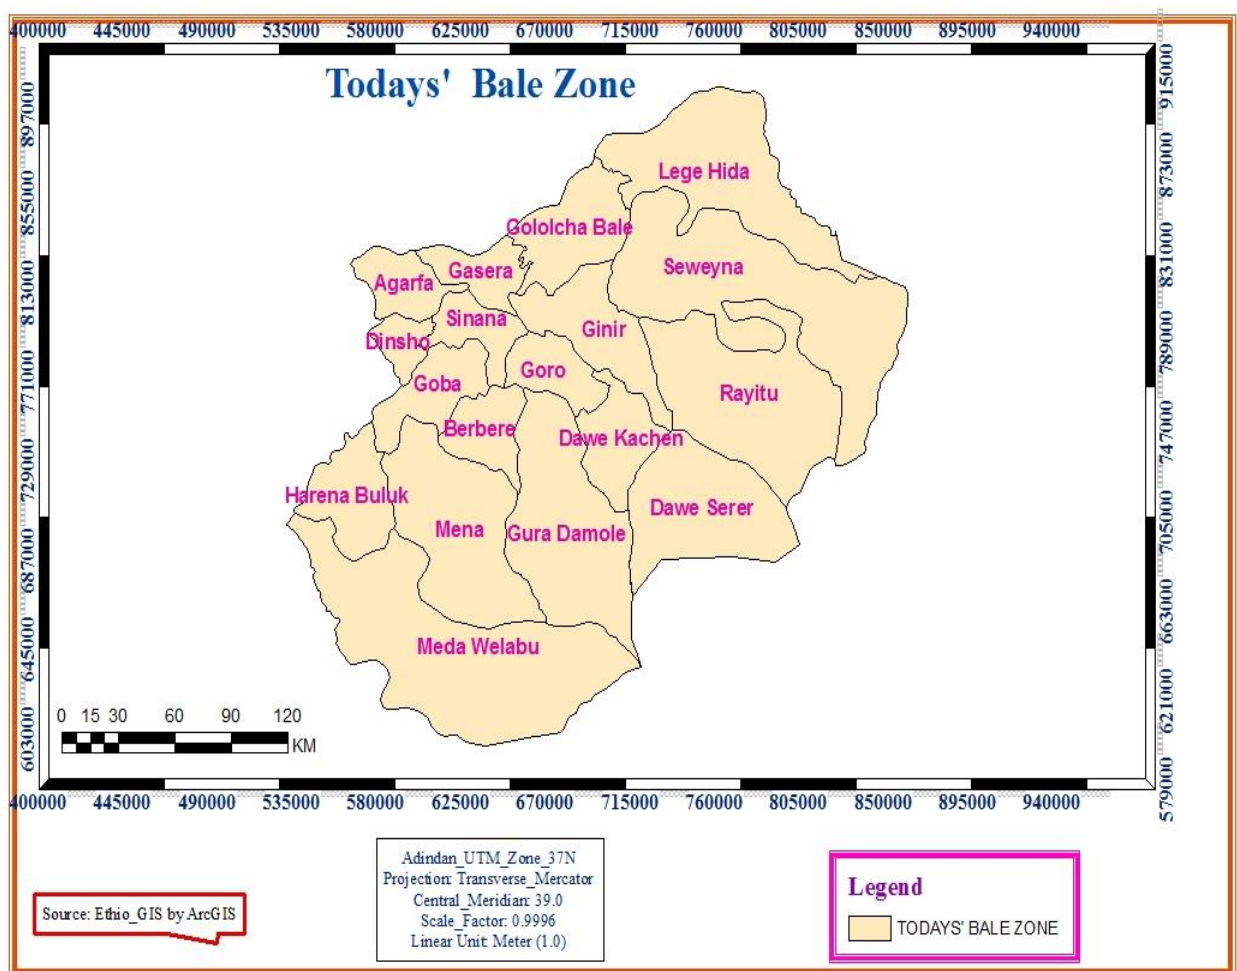 400000 445000 490000 535000 580000 625000 670000 715000 760000 805000 850000 895000 940000
Todays' Bale Zone
915000
897000
873000
855000
831000
813000
789000
771000
747000
729000
705000
687000
663000
645000
621000
603000
579000
Lege Hida
Gololcha Bale
Seweyna
Gasera
Agarfa
Sinana
Ginir
Dinsho
Goro
Goba
Rayitu
Berbere
Dawe Kachen
Harena Buluk
Dawe Serer
Mena
Gura Damole
Meda Welabu
0 15 30 60 90 120
KM
400000 445000 490000 535000 580000 625000 670000 715000 760000 805000 850000 895000 940000
Adindan_UTM_Zone_37N
Projection: Transverse_Mercator
Central_Meridian: 39.0
Scale_Factor: 0.9996
Linear Unit: Meter (1.0)
Source: Ethio_GIS by ArcGIS
Legend
TODAYS' BALE ZONE